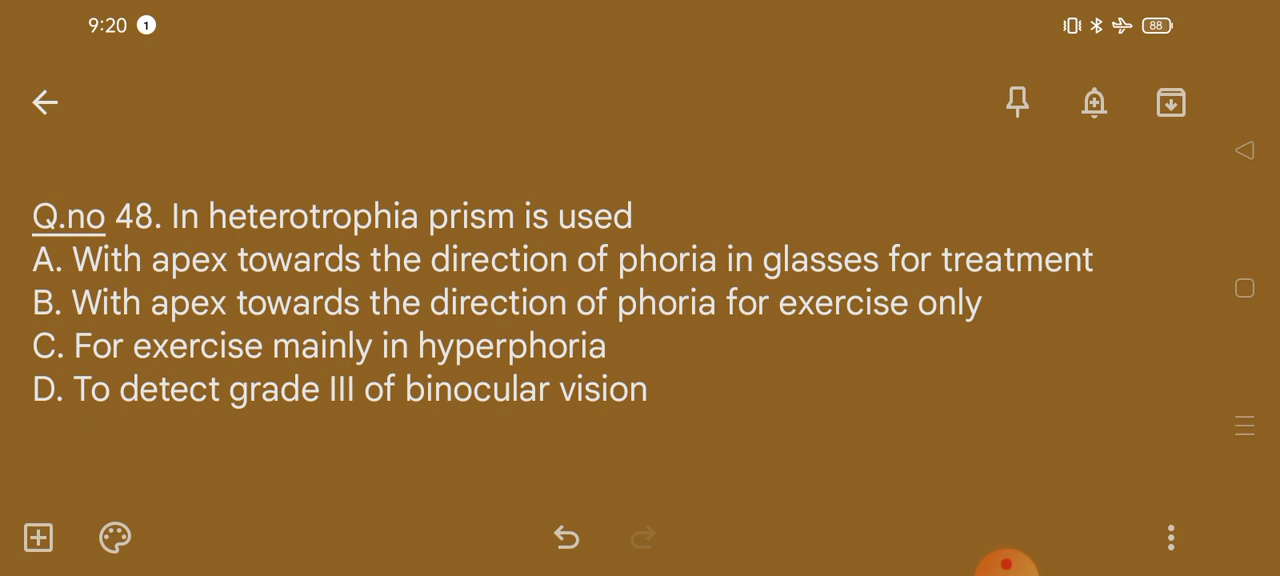 9:20 1 88
Q.no 48. In heterotrophia prism is used
A. With apex towards the direction of phoria in glasses for treatment
B. With apex towards the direction of phoria for exercise only
C. For exercise mainly in hyperphoria
D. To detect grade III of binocular vision